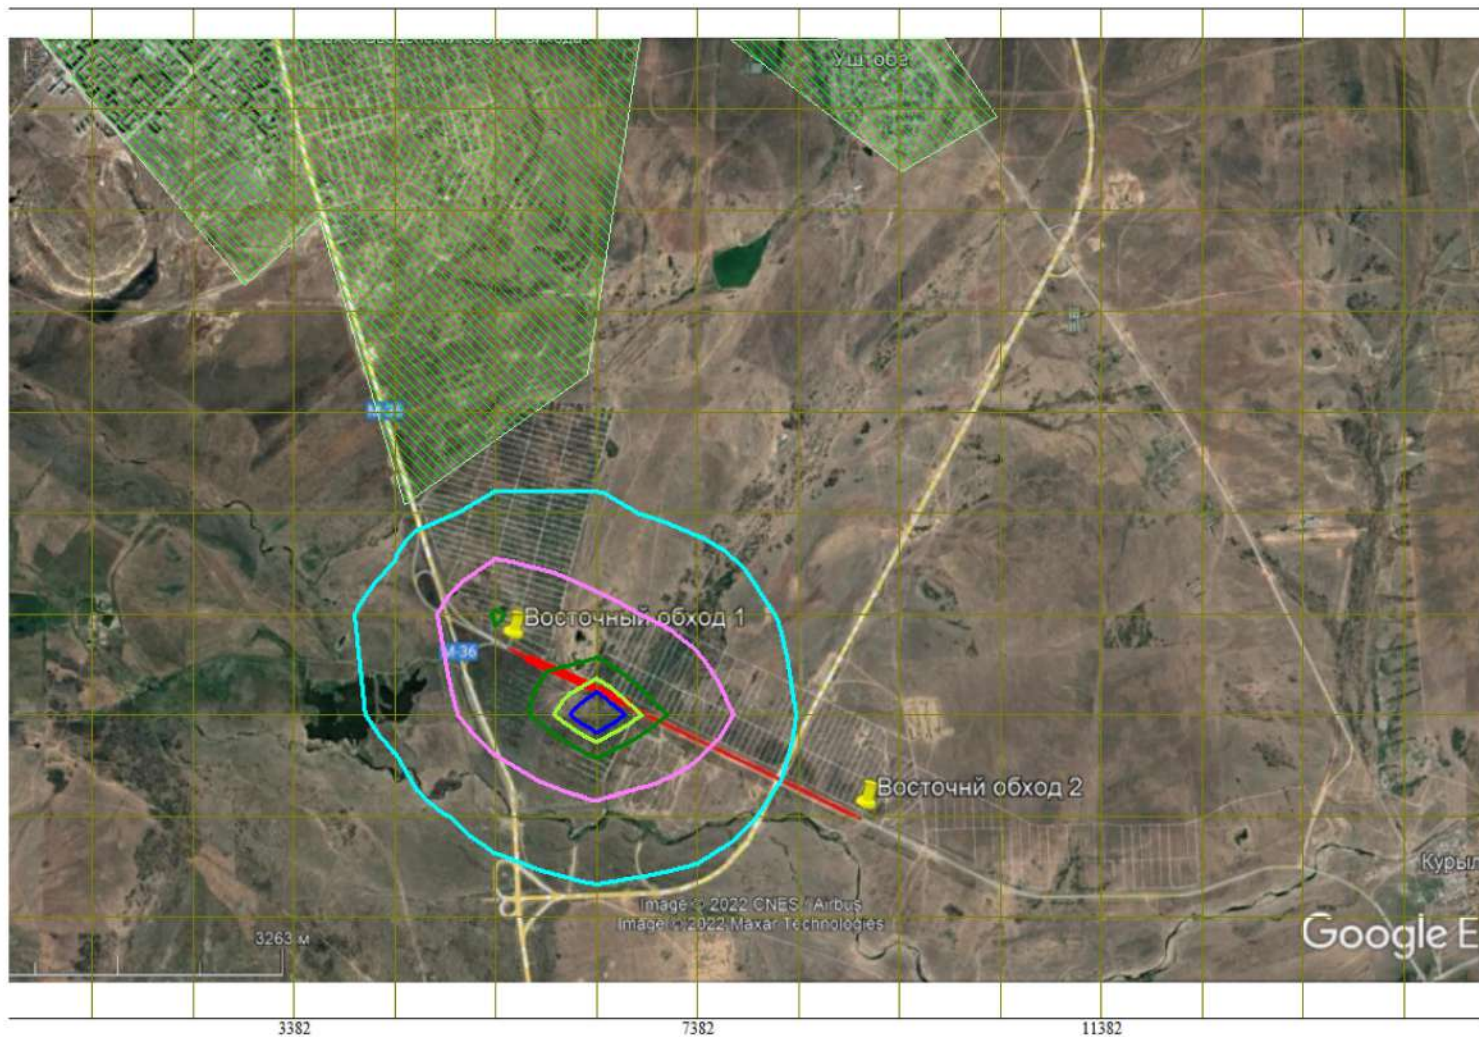 Уштобе
М-36
Восточный обход 1
Восточнй обход 2
Курыл
Image © 2022 CNES / Airbus
Image © 2022 Maxar Technologies
Google E
3263 м
3382
7382
11382